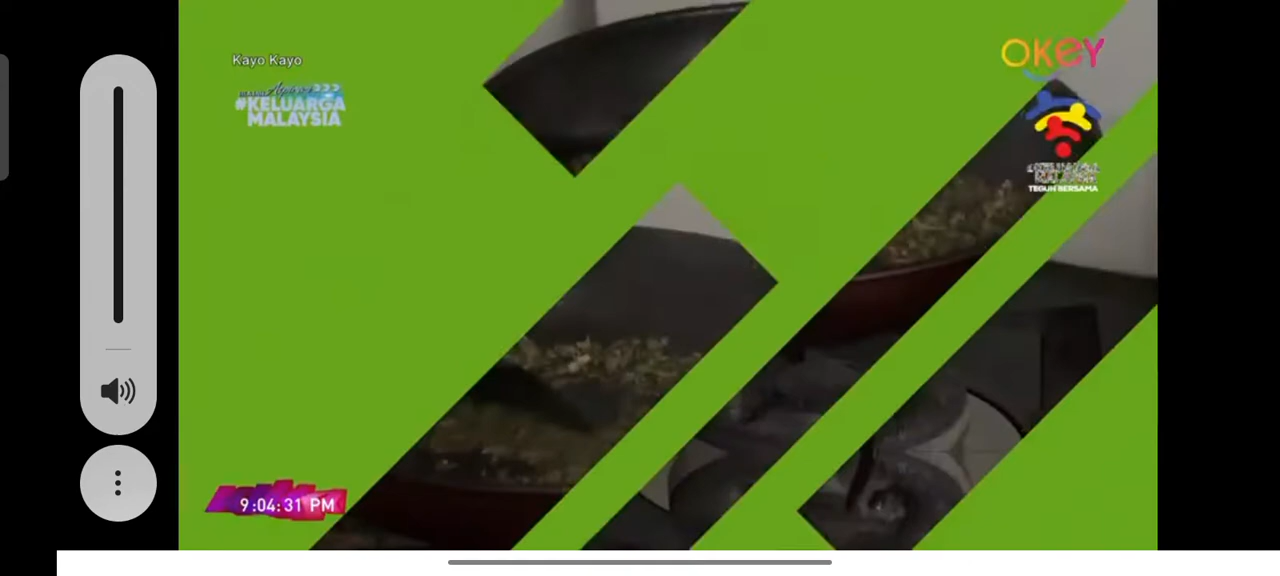 Kayo Kayo
#KELUARGA
MALAYSIA
OKeY
TEGUH BERSAMA
9:04:31 PM